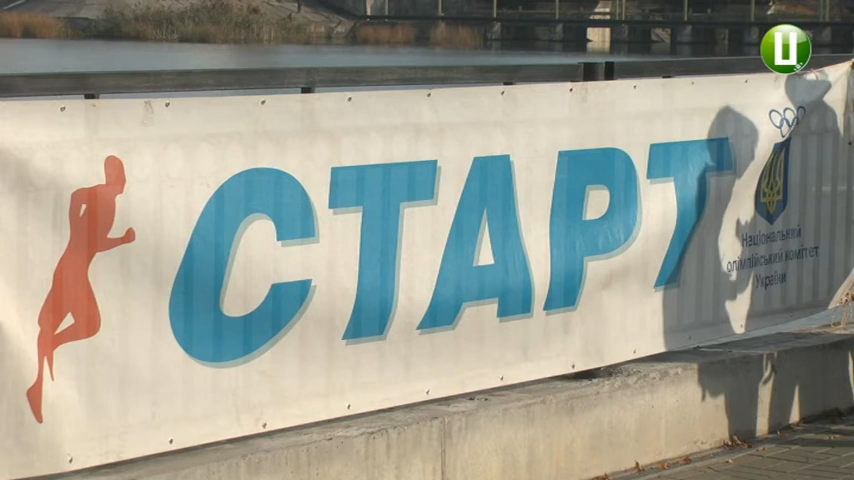 Ц
СТАРТ
Національний
олімпійський комітет
України